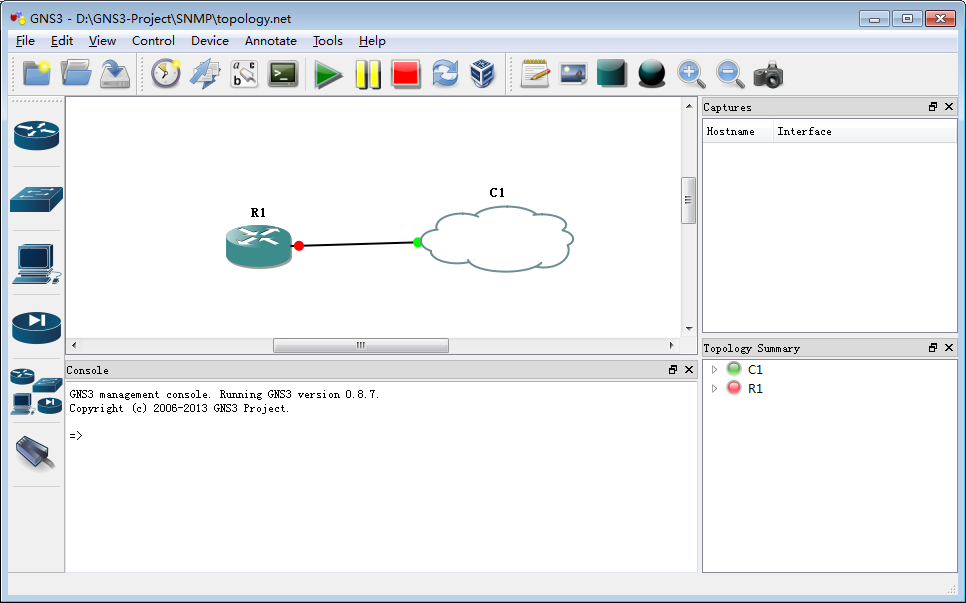 GNS3 - D:\GNS3-Project\SNMP\topology.net
File Edit View Control Device Annotate Tools Help
Captures
Hostname Interface
C1
R1
Topology Summary
C1
R1
Console
GNS3 management console. Running GNS3 version 0.8.7.
Copyright (c) 2006-2013 GNS3 Project.
=>